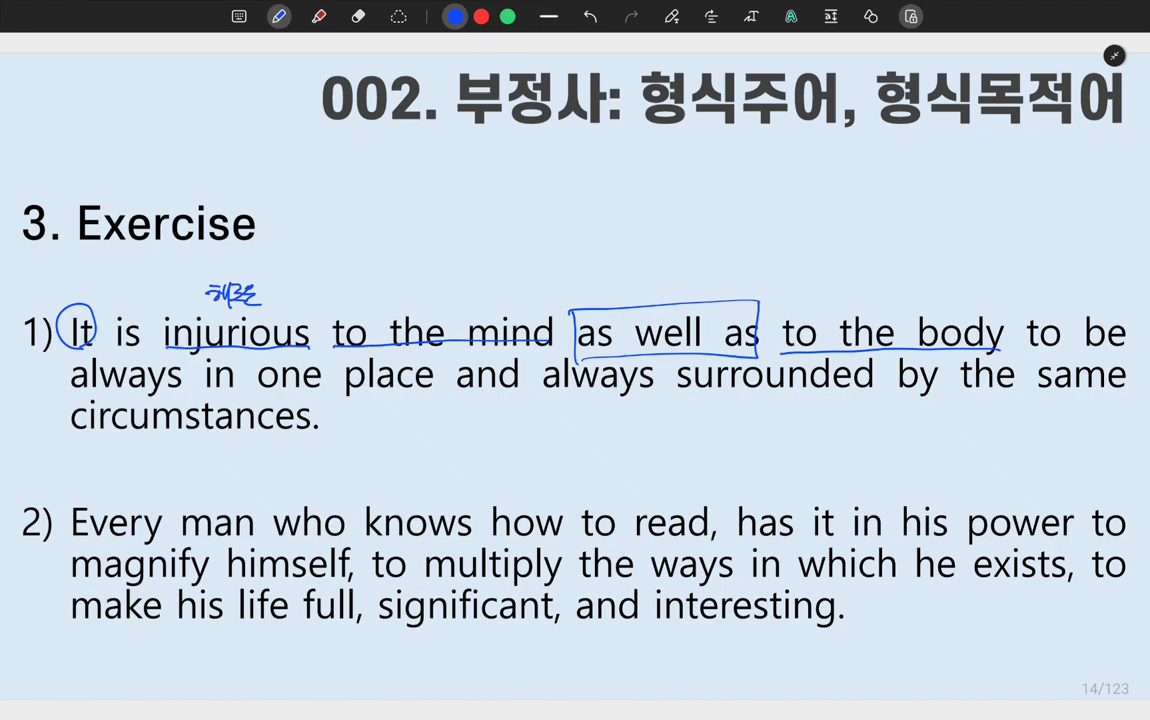 002. 부정사: 형식주어, 형식목적어
3. Exercise
해로운
1) It is injurious to the mind as well as to the body to be
always in one place and always surrounded by the same
circumstances.
2) Every man who knows how to read, has it in his power to
magnify himself, to multiply the ways in which he exists, to
make his life full, significant, and interesting.
14/123